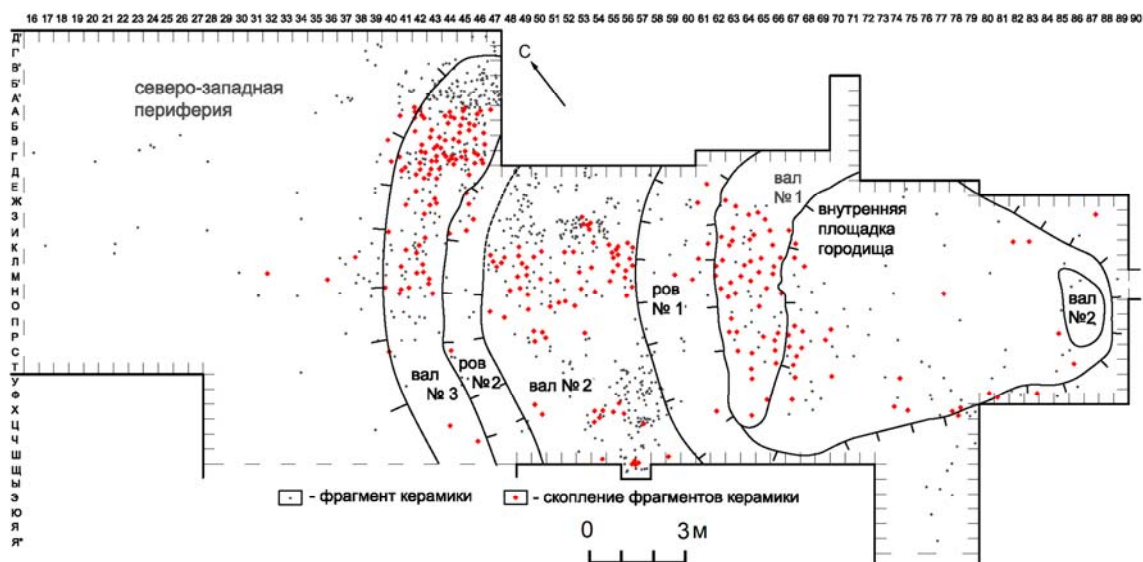 16 17 18 19 20 21 22 23 24 25 26 27 28 29 30 31 32 33 34 35 36 37 38 39 40 41 42 43 44 45 46 47 48 49 50 51 52 53 54 55 56 57 58 59 60 61 62 63 64 65 66 67 68 69 70 71 72 73 74 75 76 77 78 79 80 81 82 83 84 85 86 87 88 89 90
Д'
Г'
В'
Б'
А'
А
Б
В
Г
Д
Е
Ж
З
И
К
Л
М
Н
О
П
Р
С
Т
У
Ф
Х
Ц
Ч
Ш
Щ
Ы
Э
Ю
Я
Я"
северо-западная
периферия
С
вал
№ 1
внутренняя
площадка
городища
ров
№ 1
вал
№2
вал
№ 3
ров
№2
вал №2
- фрагмент керамики
- скопление фрагментов керамики
0 3 м